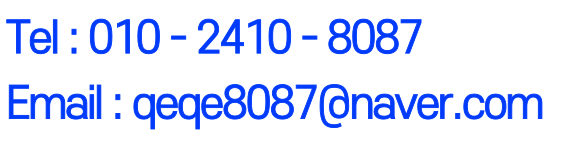 Tel : 010 - 2410 - 8087
Email : qeqe8087@naver.com